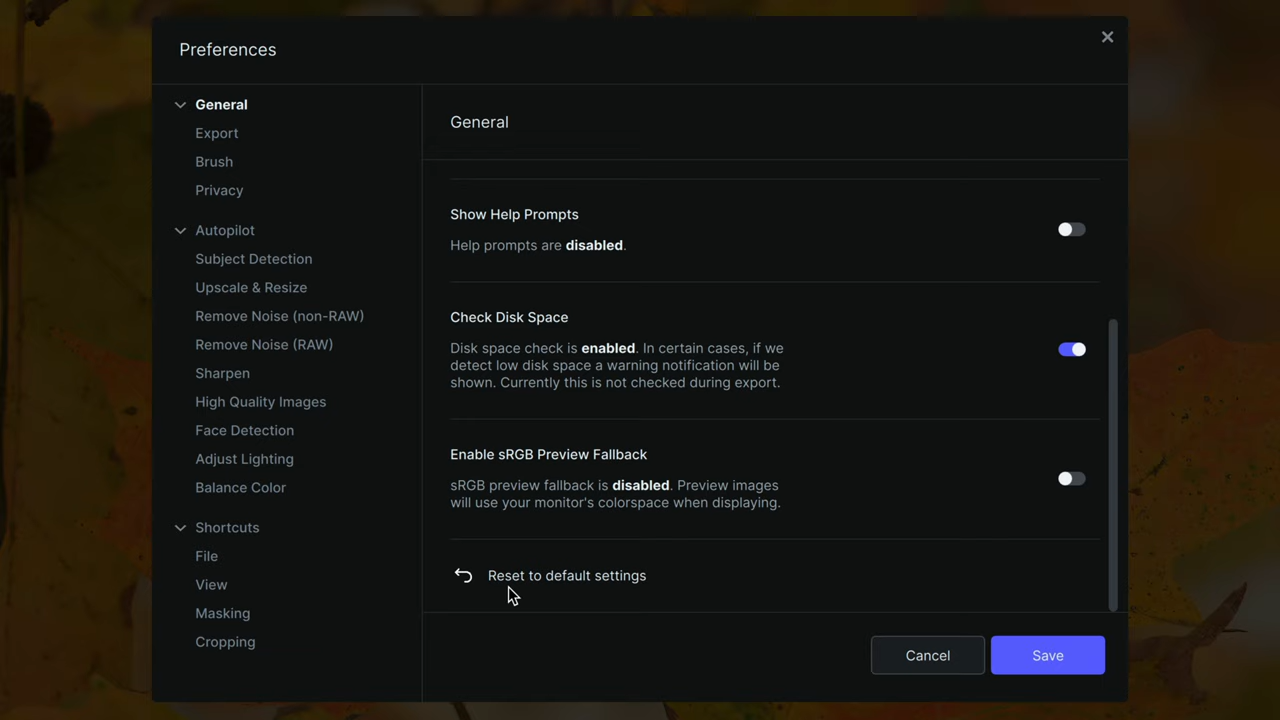 Preferences
General
Export
Brush
Privacy
Autopilot
Subject Detection
Upscale & Resize
Remove Noise (non-RAW)
Remove Noise (RAW)
Sharpen
High Quality Images
Face Detection
Adjust Lighting
Balance Color
Shortcuts
File
View
Masking
Cropping
General
Show Help Prompts
Help prompts are disabled.
Check Disk Space
Disk space check is enabled. In certain cases, if we
detect low disk space a warning notification will be
shown. Currently this is not checked during export.
Enable sRGB Preview Fallback
sRGB preview fallback is disabled. Preview images
will use your monitor's colorspace when displaying.
Reset to default settings
Cancel
Save